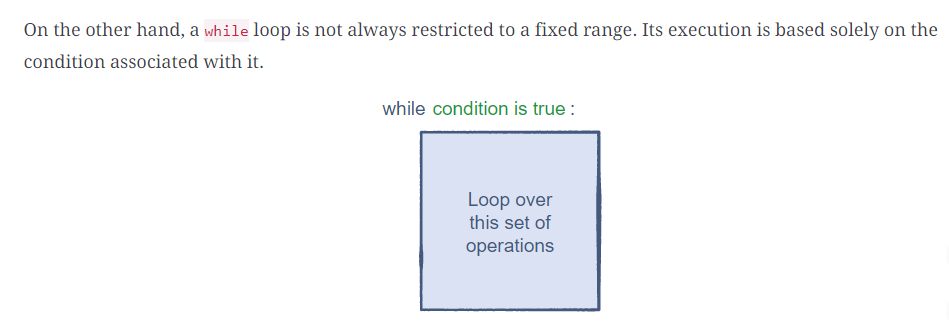 On the other hand, a while loop is not always restricted to a fixed range. Its execution is based solely on the
condition associated with it.
while condition is true :
Loop over
this set of
operations